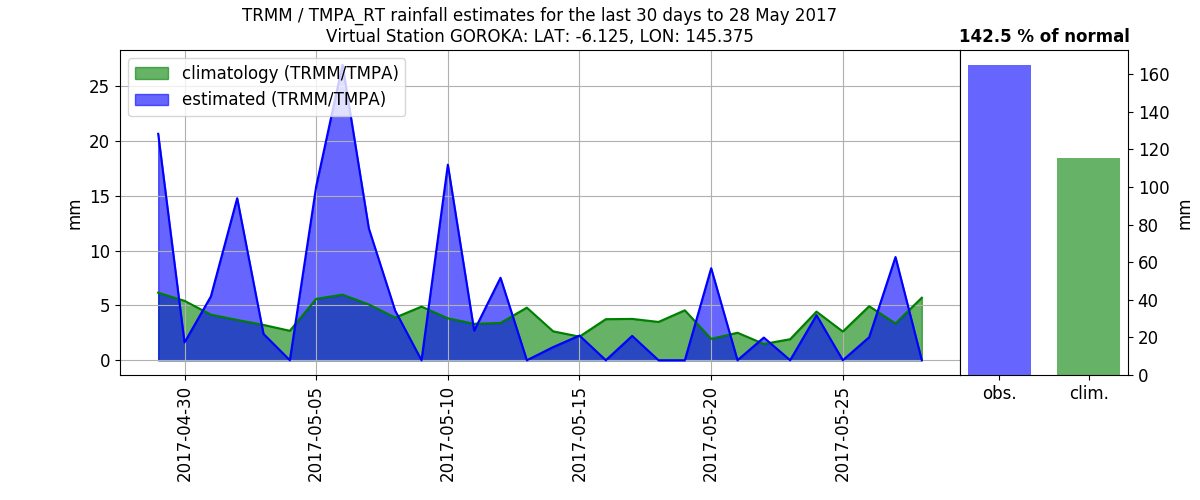 TRMM / TMPA_RT rainfall estimates for the last 30 days to 28 May 2017
Virtual Station GOROKA: LAT: -6.125, LON: 145.375
142.5 % of normal
climatology (TRMM/TMPA)
estimated (TRMM/TMPA)
25
20
15
10
5
0
mm
2017-04-30
2017-05-05
2017-05-10
2017-05-15
2017-05-20
2017-05-25
160
140
120
100
80
60
40
20
0
mm
obs.
clim.